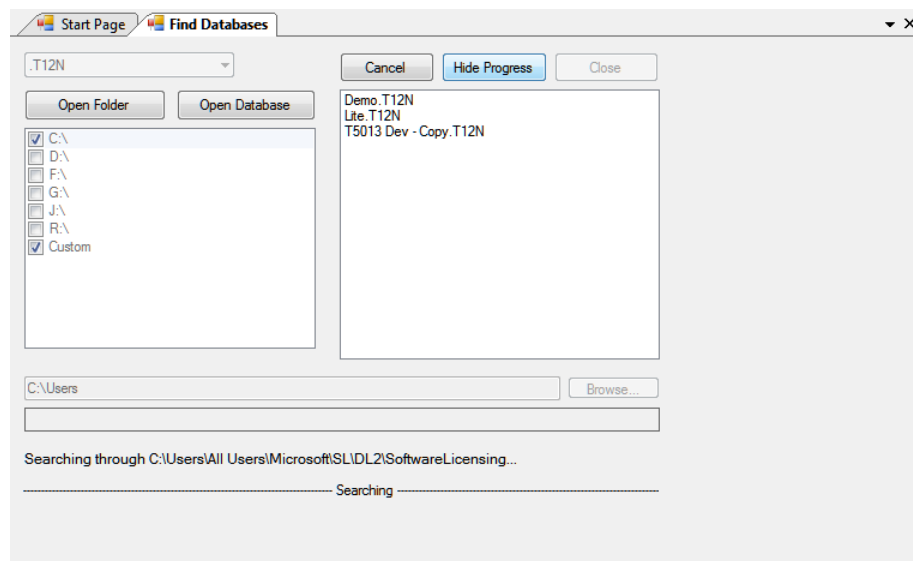 Start Page
Find Databases
.T12N
Cancel
Hide Progress
Close
Open Folder
Open Database
Demo.T12N
Lite.T12N
T5013 Dev - Copy.T12N
C:\
D:\
F:\
G:\
J:\
R:\
Custom
C:\Users
Browse...
Searching through C:\Users\All Users\Microsoft\SL\DL2\SoftwareLicensing...
Searching